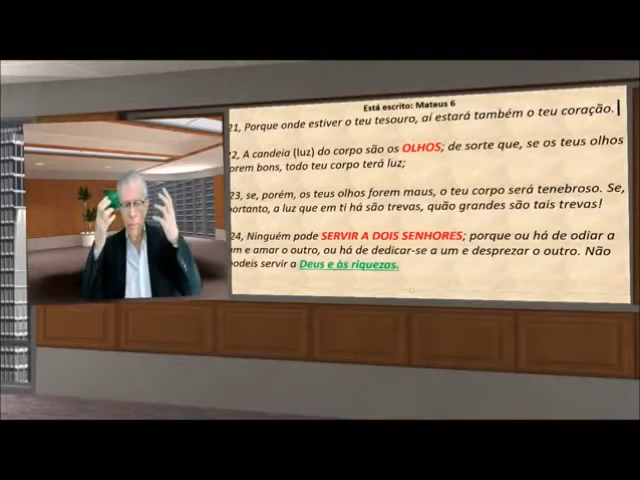 Está escrito: Mateus 6
21, Porque onde estiver o teu tesouro, aí estará também o teu coração.
2, A candeia (luz) do corpo são os OLHOS; de sorte que, se os teus olhos
orem bons, todo teu corpo terá luz;
23, se, porém, os teus olhos forem maus, o teu corpo será tenebroso. Se,
ortanto, a luz que em ti há são trevas, quão grandes são tais trevas!
24, Ninguém pode SERVIR A DOIS SENHORES; porque ou há de odiar a
m e amar o outro, ou há de dedicar-se a um e desprezar o outro. Não
odeis servir a Deus e às riquezas.